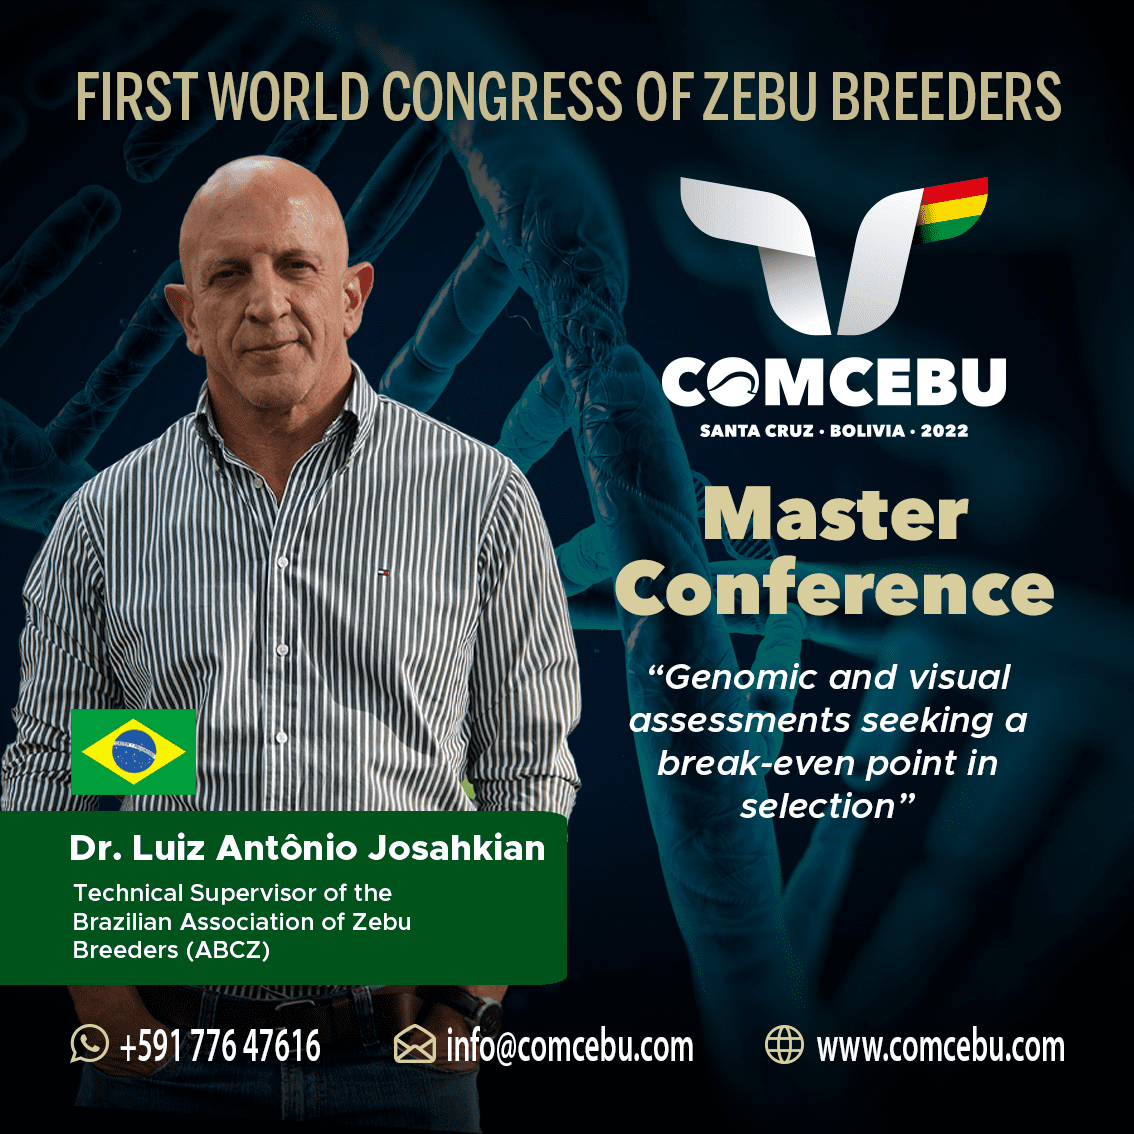 FIRST WORLD CONGRESS OF ZEBU BREEDERS
COMCEBU
SANTA CRUZ · BOLIVIA · 2022
Master
Conference
“Genomic and visual
assessments seeking a
break-even point in
selection”
Dr. Luiz Antônio Josahkian
Technical Supervisor of the
Brazilian Association of Zebu
Breeders (ABCZ)
+591 776 47616
info@comcebu.com
www.comcebu.com